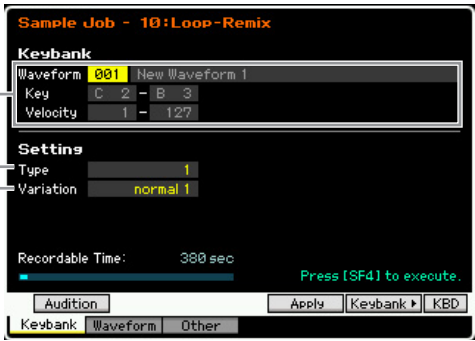 Sample Job - 10:Loop-Remix
Keybank
Waveform 001 New Waveform 1
Key C 2 - B 3
Velocity 1 - 127
Setting
Type 1
Variation normal 1
Recordable Time: 380 sec
Press [SF4] to execute.
Audition Apply Keybank ▶ KBD
Keybank Waveform Other